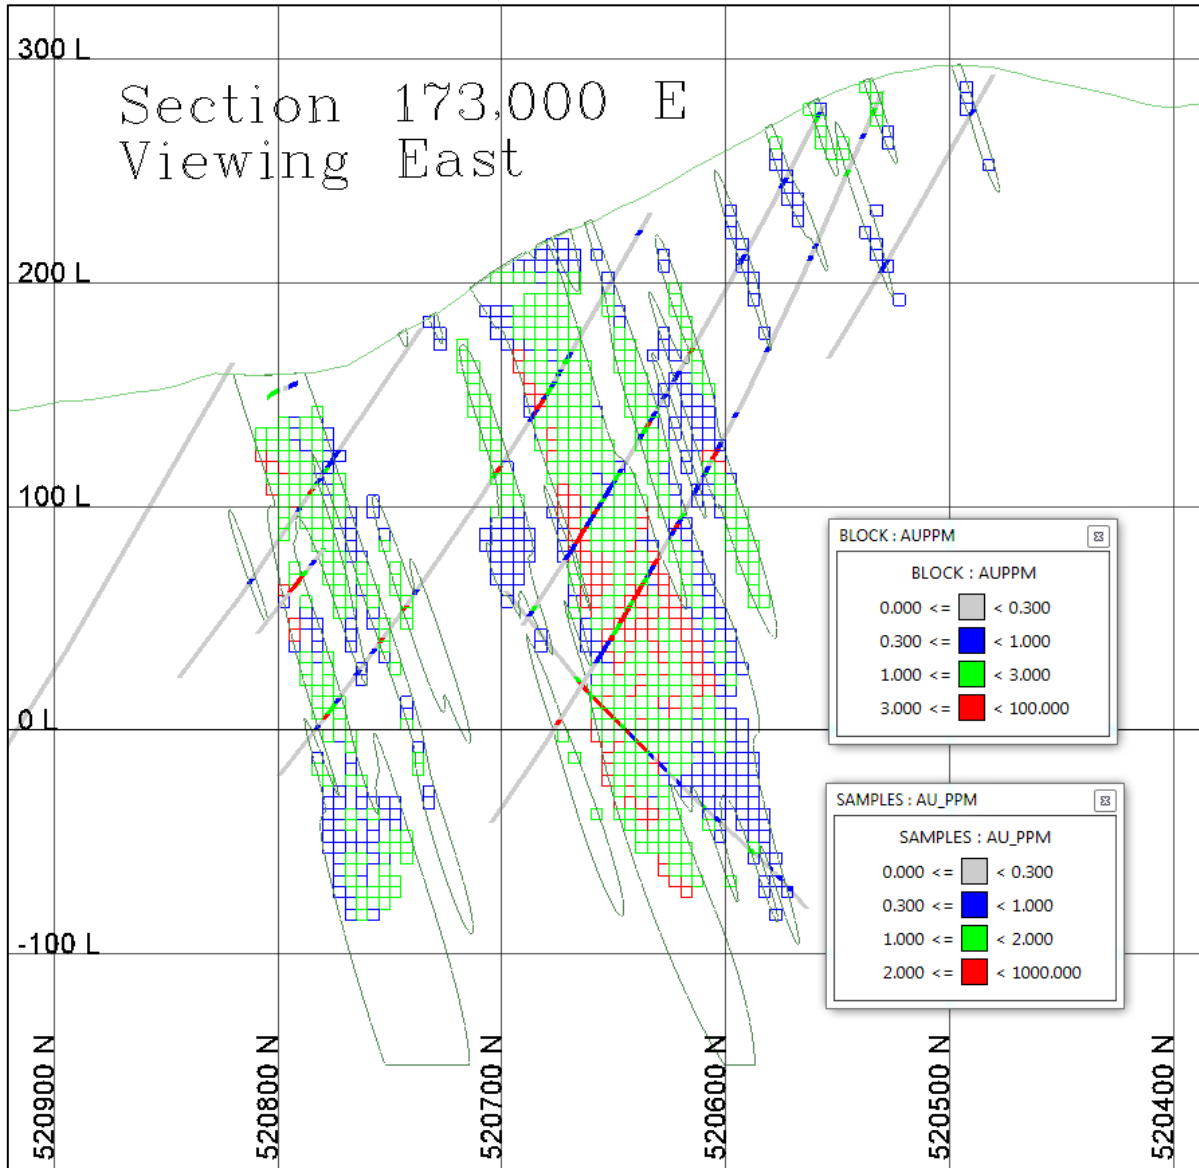 300 L
Section 173,000 E
Viewing East
200 L
100 L
0 L
-100 L
BLOCK : AUPPM
BLOCK : AUPPM
0.000 <= < 0.300
0.300 <= < 1.000
1.000 <= < 3.000
3.000 <= < 100.000
SAMPLES : AU_PPM
SAMPLES : AU_PPM
0.000 <= < 0.300
0.300 <= < 1.000
1.000 <= < 2.000
2.000 <= < 1000.000
520900 N
520800 N
520700 N
520600 N
520500 N
520400 N